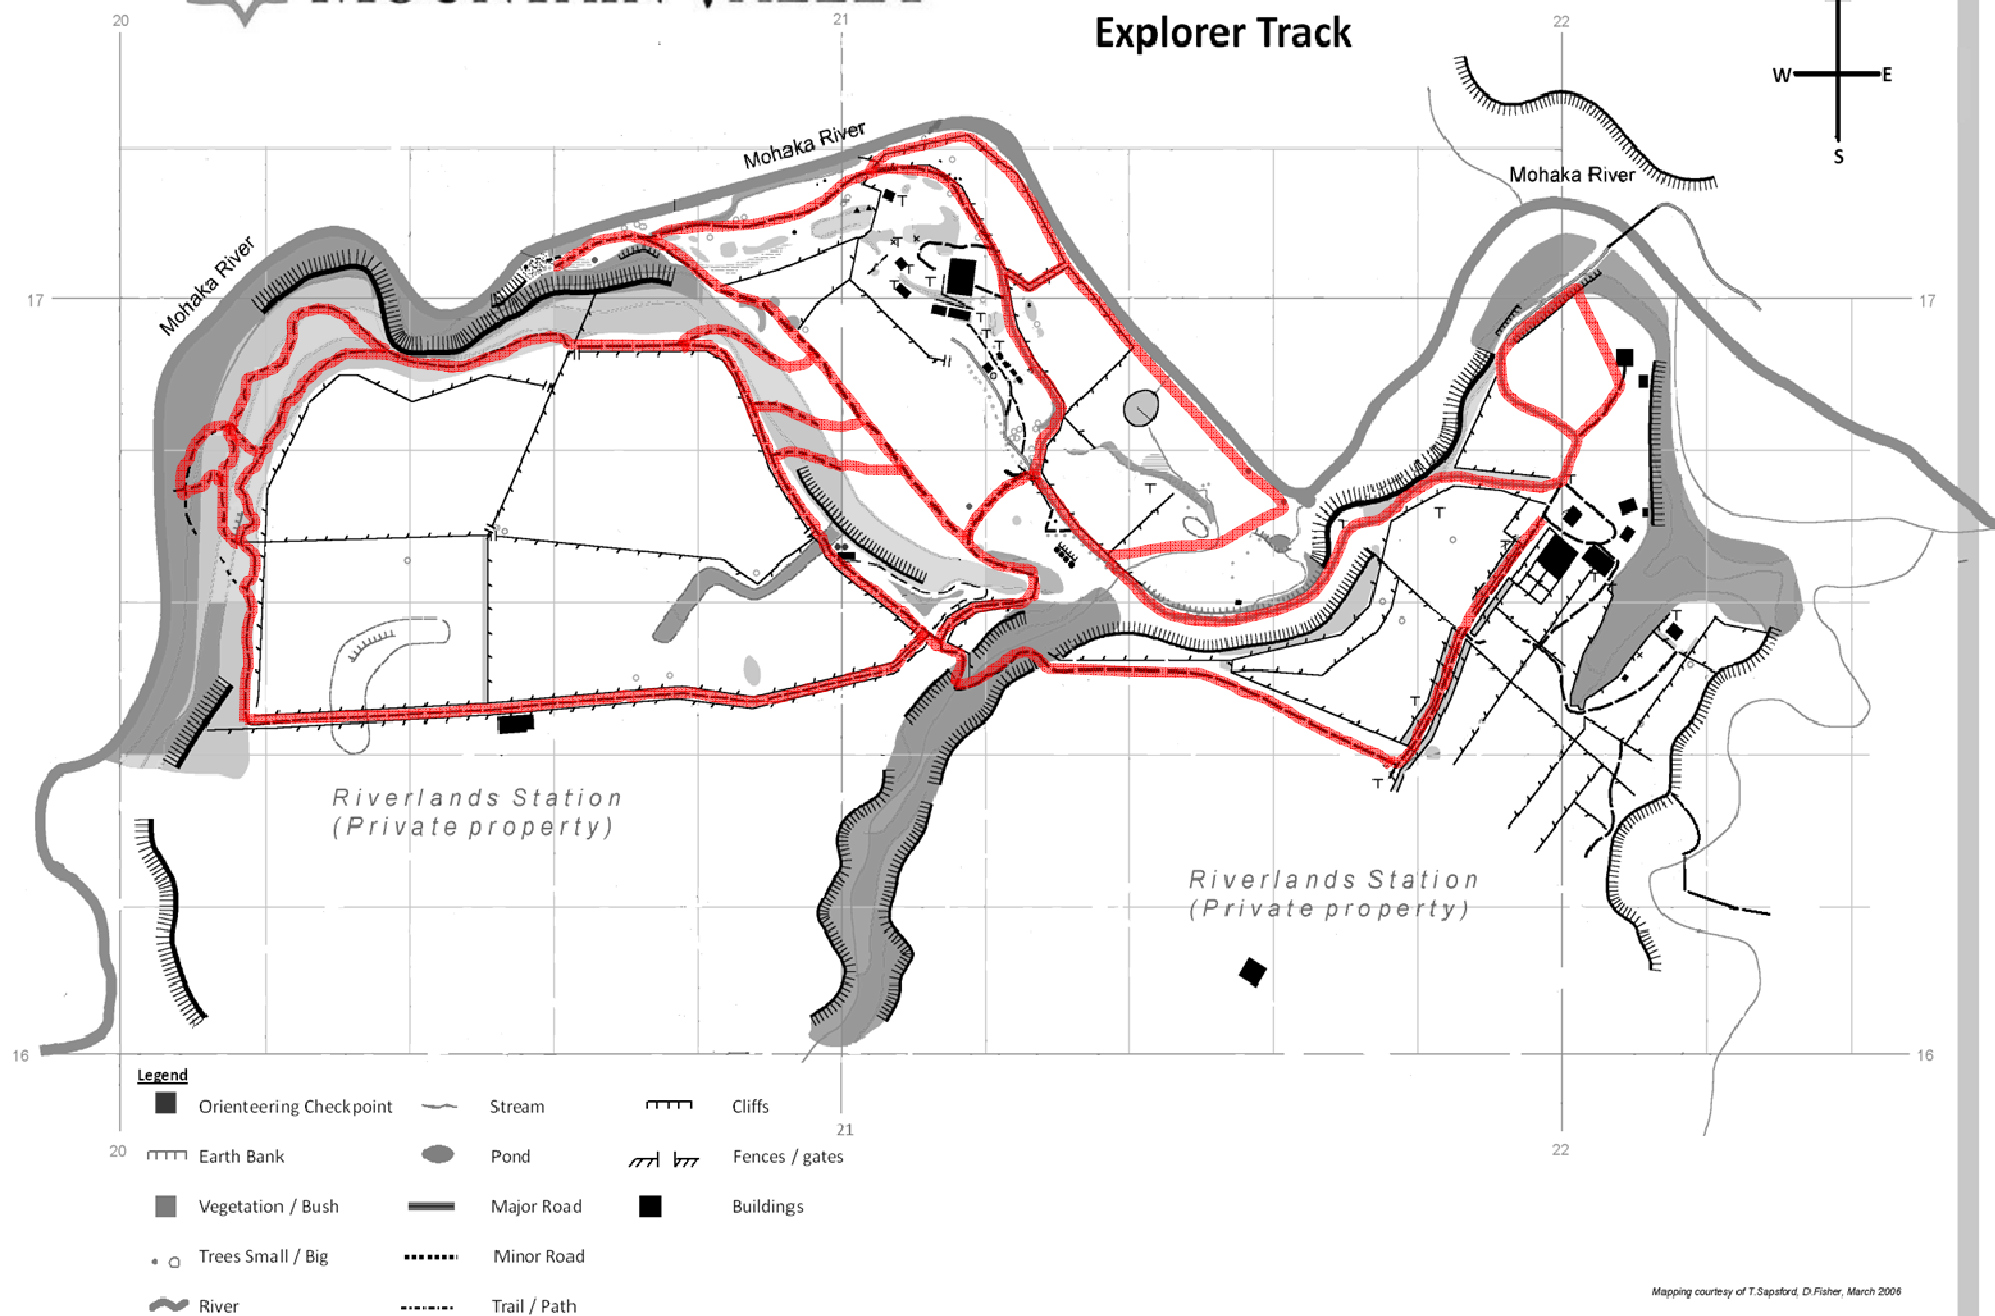 MOUNTAIN VALLEY
20
21
22
Explorer Track
W
E
S
Mohaka River
Mohaka River
Mohaka River
17
17
Riverlands Station
(Private property)
Riverlands Station
(Private property)
16
16
Legend
Orienteering Checkpoint
Stream
Cliffs
Earth Bank
Pond
Fences / gates
Vegetation / Bush
Major Road
Buildings
Trees Small / Big
Minor Road
River
Trail / Path
20
21
22
Mapping courtesy of T.Sapsford, D.Fisher, March 2006